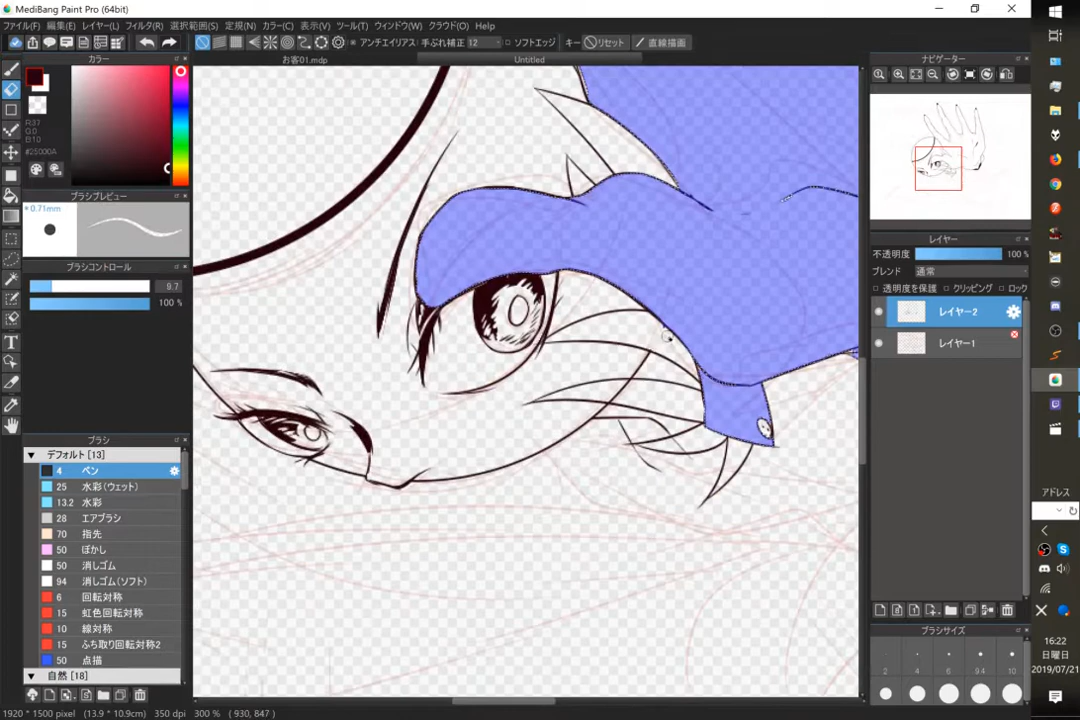 MediBang Paint Pro (64bit)
ファイル(F) 編集(E) レイヤー(L) フィルタ(R) 選択範囲(S) 定規(N) カラー(C) 表示(V) ツール(T) ウィンドウ(W) クラウド(O) Help
アンチエイリアス 手ぶれ補正 12 ソフトエッジ キー リセット 直線描画
カラー
お客01.mdp
Untitled
ナビゲーター
R:37
G:0
B:10
#25000A
ブラシプレビュー
0.71mm
ブラシコントロール
9.7
100 %
レイヤー
不透明度 100 %
ブレンド 通常
透明度を保護 クリッピング ロック
レイヤー2
レイヤー1
ブラシ
デフォルト [13]
4 ペン
25 水彩(ウェット)
13.2 水彩
28 エアブラシ
70 指先
50 ぼかし
50 消しゴム
94 消しゴム(ソフト)
6 回転対称
15 虹色回転対称
10 線対称
15 ふち取り回転対称2
50 点描
自然 [18]
ブラシサイズ
2 4 6 9.4 10
アドレス
16:22
日曜日
2019/07/21
1920 * 1500 pixel (13.9 * 10.9cm) 350 dpi 300 % ( 930, 847 )